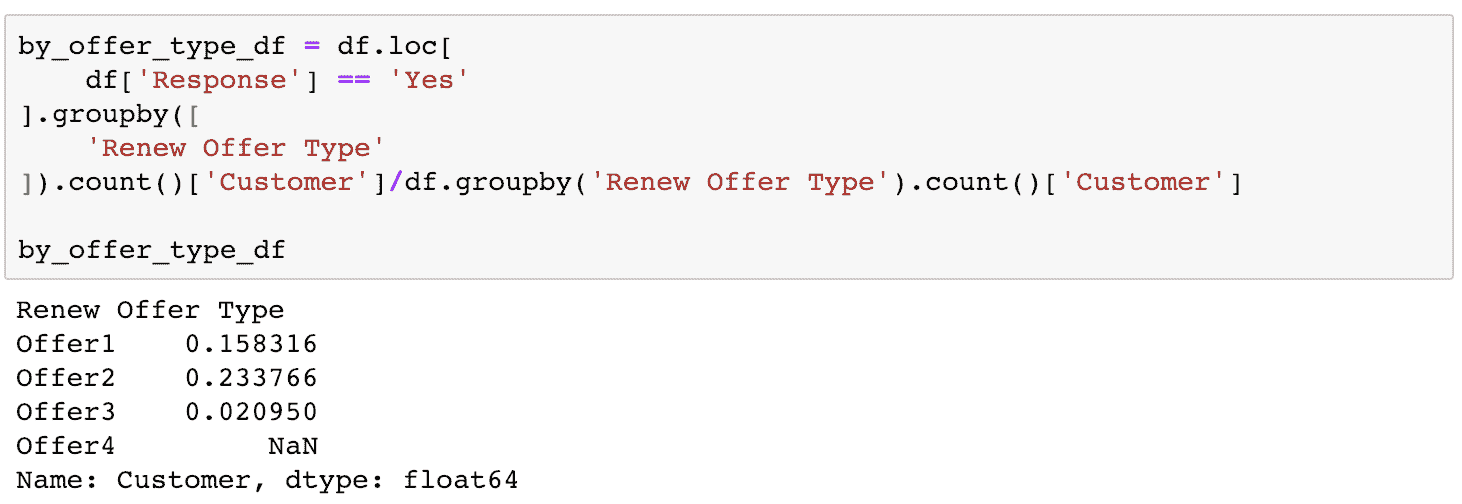 by_offer_type_df = df.loc[
    df['Response'] == 'Yes'
].groupby([
    'Renew Offer Type'
]).count()['Customer']/df.groupby('Renew Offer Type').count()['Customer']
by_offer_type_df
Renew Offer Type
Offer1    0.158316
Offer2    0.233766
Offer3    0.020950
Offer4         NaN
Name: Customer, dtype: float64